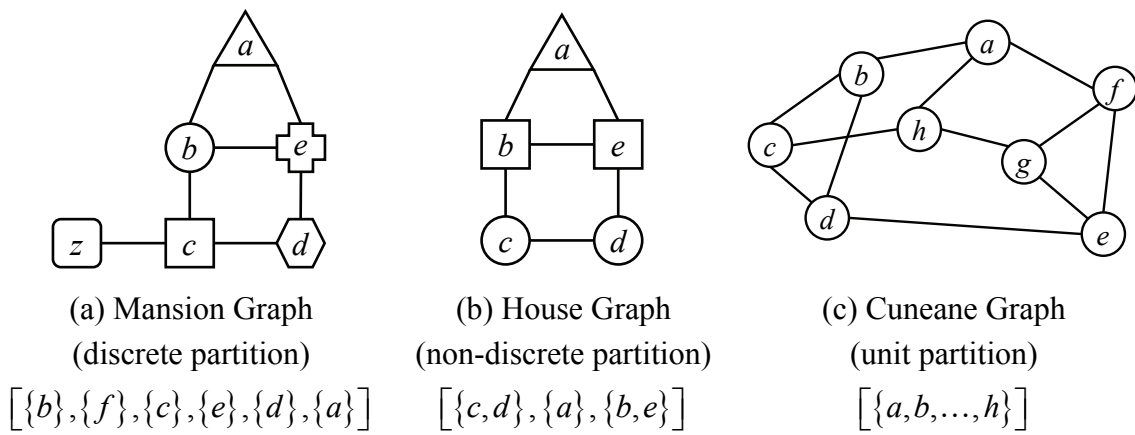 a
b
e
z
c
d
(a) Mansion Graph
(discrete partition)
[{b},{f},{c},{e},{d},{a}]
a
b
e
c
d
(b) House Graph
(non-discrete partition)
[{c,d},{a},{b,e}]
a
b
f
h
c
g
d
e
(c) Cuneane Graph
(unit partition)
[{a,b,…,h}]